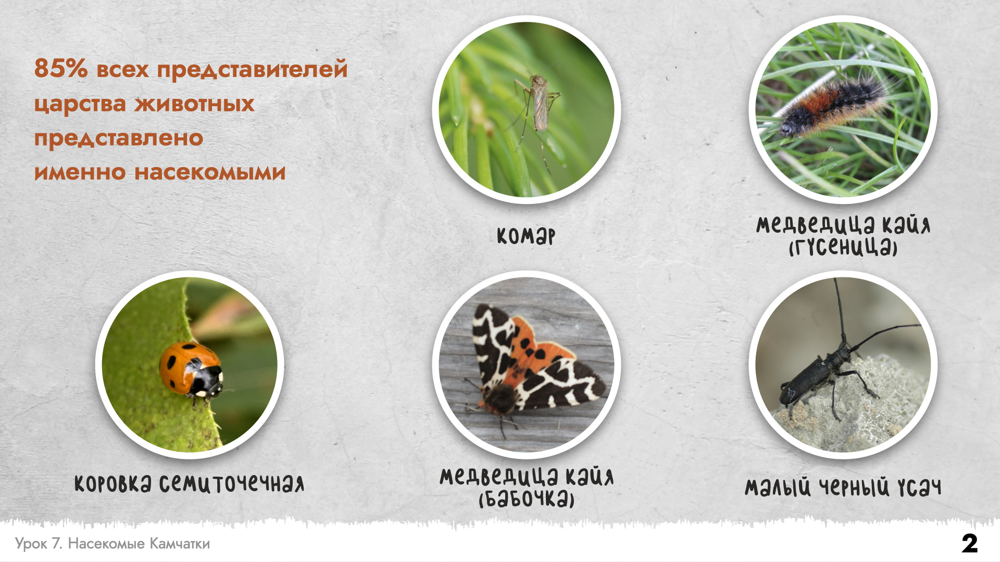 85% всех представителей
царства животных
представлено
именно насекомыми
комар
медведица кайя
(гусеница)
коровка семиточечная
медведица кайя
(бабочка)
малый черный усач
Урок 7. Насекомые Камчатки
2